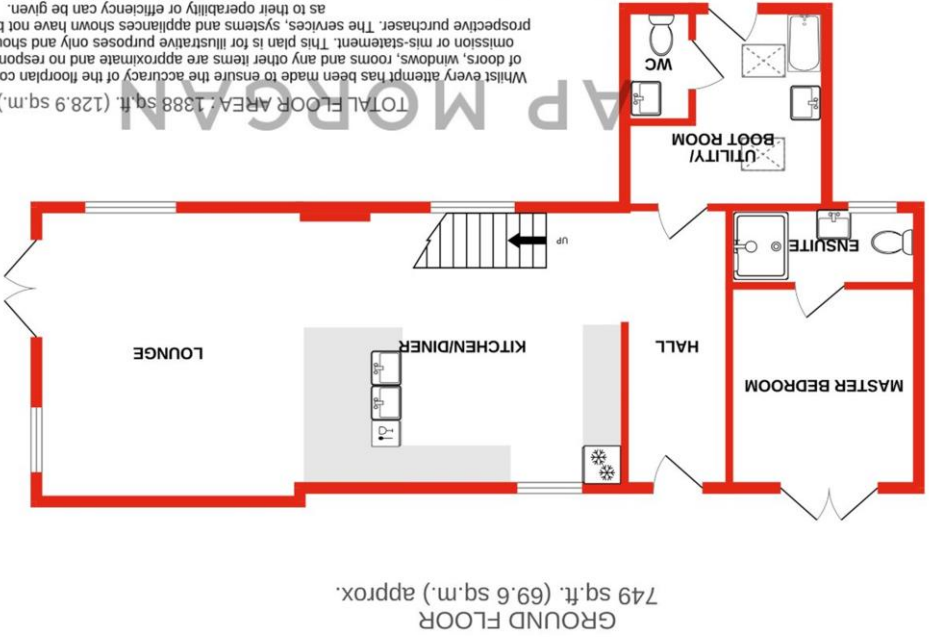 GROUND FLOOR
749 sq.ft. (69.6 sq.m.) approx.
MASTER BEDROOM
HALL
LOUNGE
KITCHEN/DINER
ENSUITE
UP
UTILITY/
BOOT ROOM
WC
AP MORGAN
TOTAL FLOOR AREA : 1388 sq.ft. (128.9 sq.m.)
Whilst every attempt has been made to ensure the accuracy of the floorplan
of doors, windows, rooms and any other items are approximate and no
omission or mis-statement. This plan is for illustrative purposes only and
prospective purchaser. The services, systems and appliances shown have not
as to their operability or efficiency can be given.